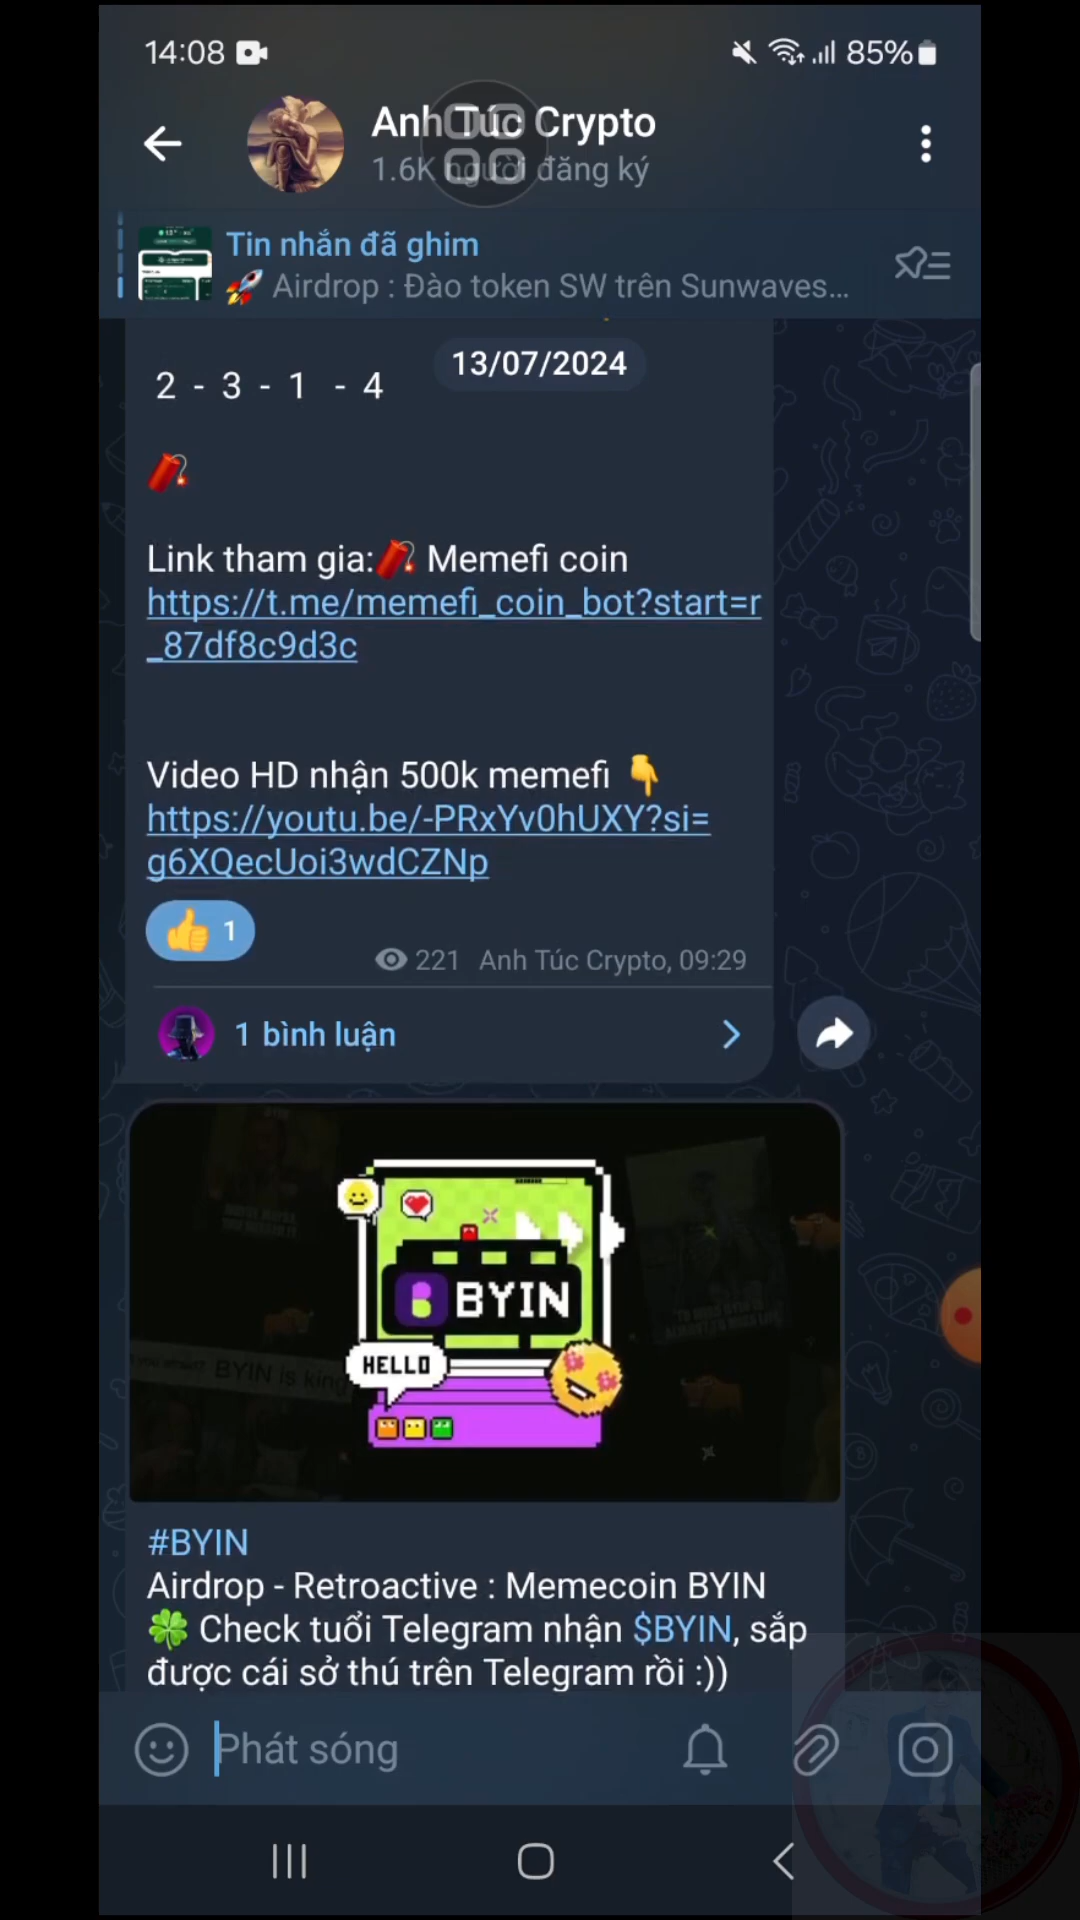 14:08
85%
Anh Túc Crypto
1.6K người đăng ký
Tin nhắn đã ghim
🚀 Airdrop : Đào token SW trên Sunwaves...
13/07/2024
2 - 3 - 1 - 4
🧨
Link tham gia:🧨 Memefi coin
https://t.me/memefi_coin_bot?start=r
_87df8c9d3c
Video HD nhận 500k memefi 👇
https://youtu.be/-PRxYv0hUXY?si=
g6XQecUoi3wdCZNp
👍 1
221 Anh Túc Crypto, 09:29
1 bình luận
BYIN
HELLO
BYIN is king
#BYIN
Airdrop - Retroactive : Memecoin BYIN
🍀 Check tuổi Telegram nhận $BYIN, sắp
được cái sở thú trên Telegram rồi :))
Phát sóng